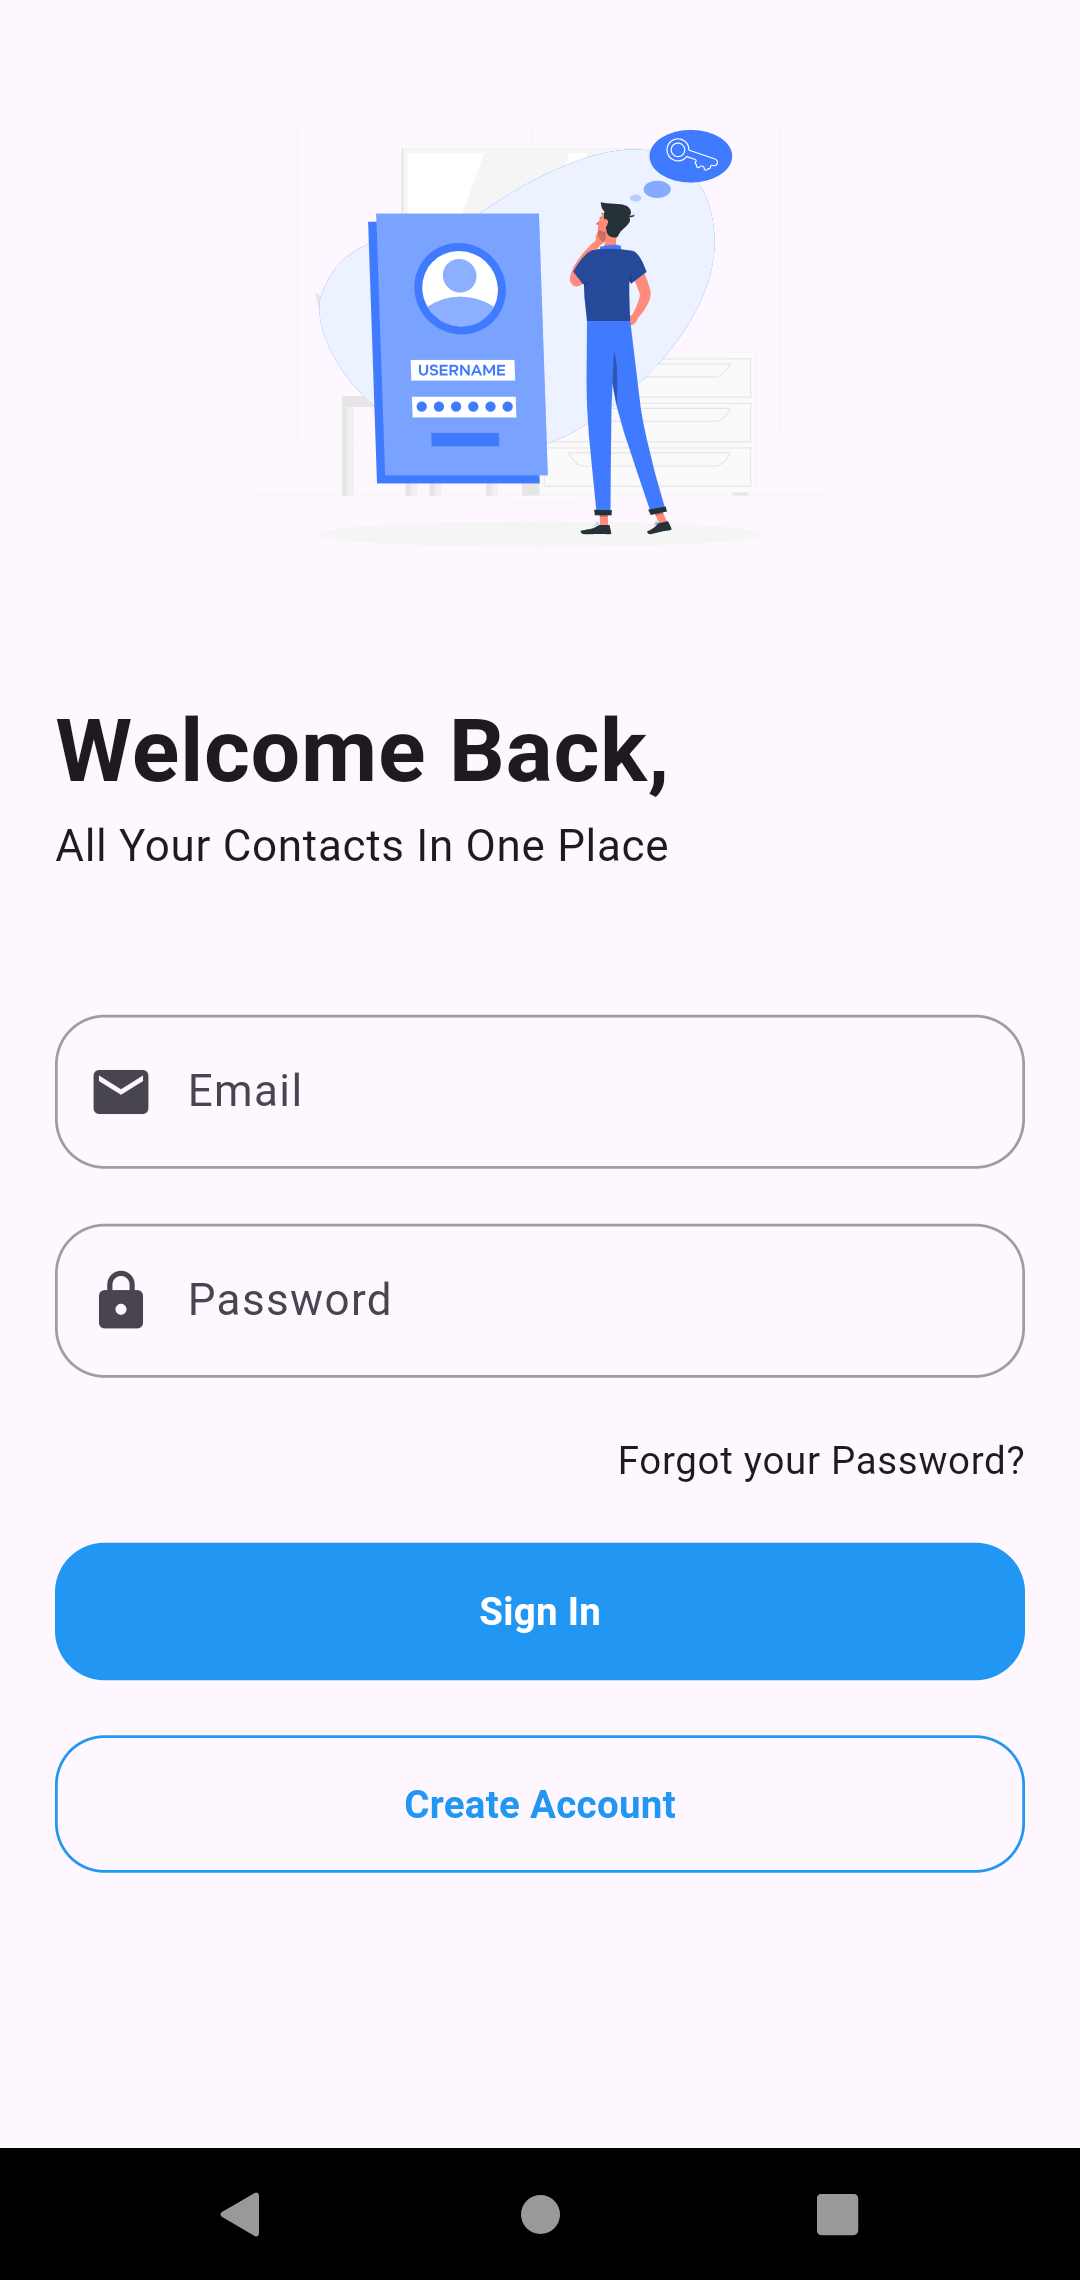 USERNAME
Welcome Back,
All Your Contacts In One Place
Email
Password
Forgot your Password?
Sign In
Create Account